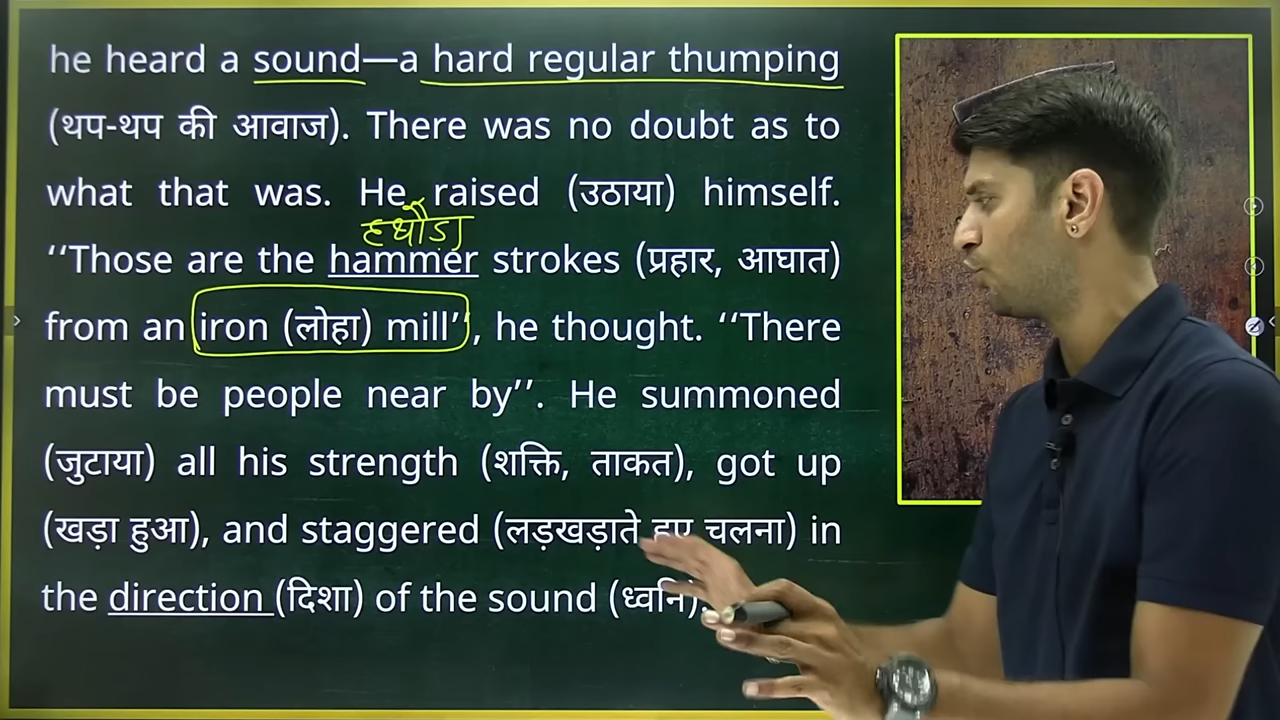 he heard a sound—a hard regular thumping
(थप-थप की आवाज). There was no doubt as to
what that was. He raised (उठाया) himself.
हथौड़ा
‘‘Those are the hammer strokes (प्रहार, आघात)
from an iron (लोहा) mill’’, he thought. ‘‘There
must be people near by’’. He summoned
(जुटाया) all his strength (शक्ति, ताकत), got up
(खड़ा हुआ), and staggered (लड़खड़ाते हुए चलना) in
the direction (दिशा) of the sound (ध्वनि).